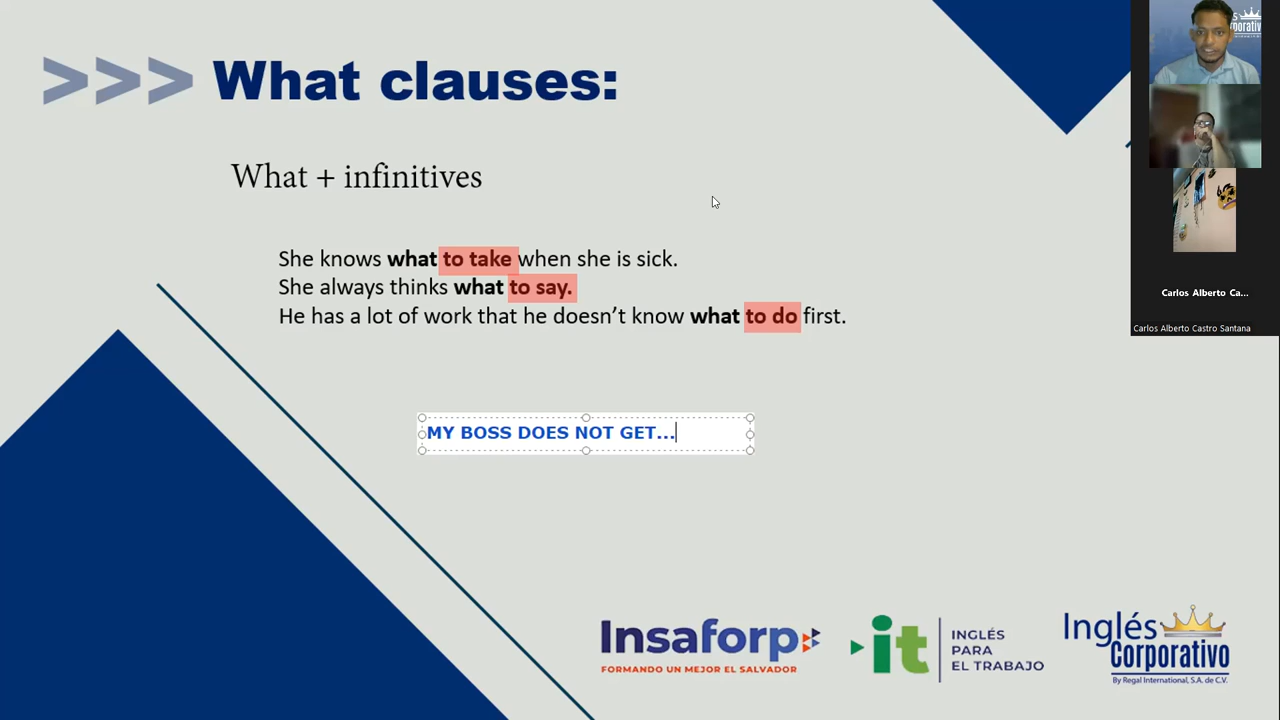 >>> What clauses:
What + infinitives
She knows what to take when she is sick.
She always thinks what to say.
He has a lot of work that he doesn’t know what to do first.
MY BOSS DOES NOT GET...
Carlos Alberto Ca...
Carlos Alberto Castro Santana
Insaforp
FORMANDO UN MEJOR EL SALVADOR
it
INGLÉS
PARA
EL TRABAJO
Inglés
Corporativo
By Regal International, S.A. de C.V.